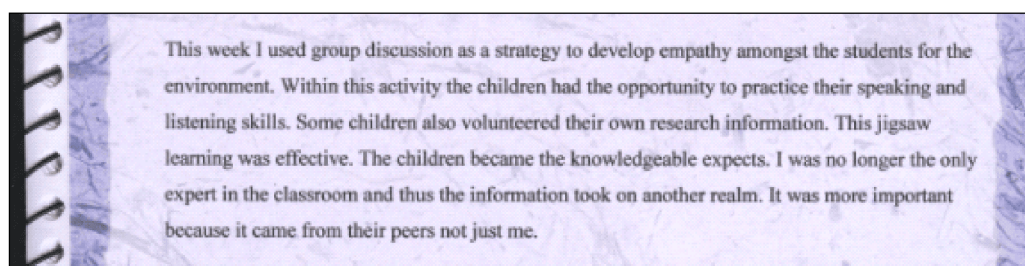 This week I used group discussion as a strategy to develop empathy amongst the students for the
environment. Within this activity the children had the opportunity to practice their speaking and
listening skills. Some children also volunteered their own research information. This jigsaw
learning was effective. The children became the knowledgeable expects. I was no longer the only
expert in the classroom and thus the information took on another realm. It was more important
because it came from their peers not just me.